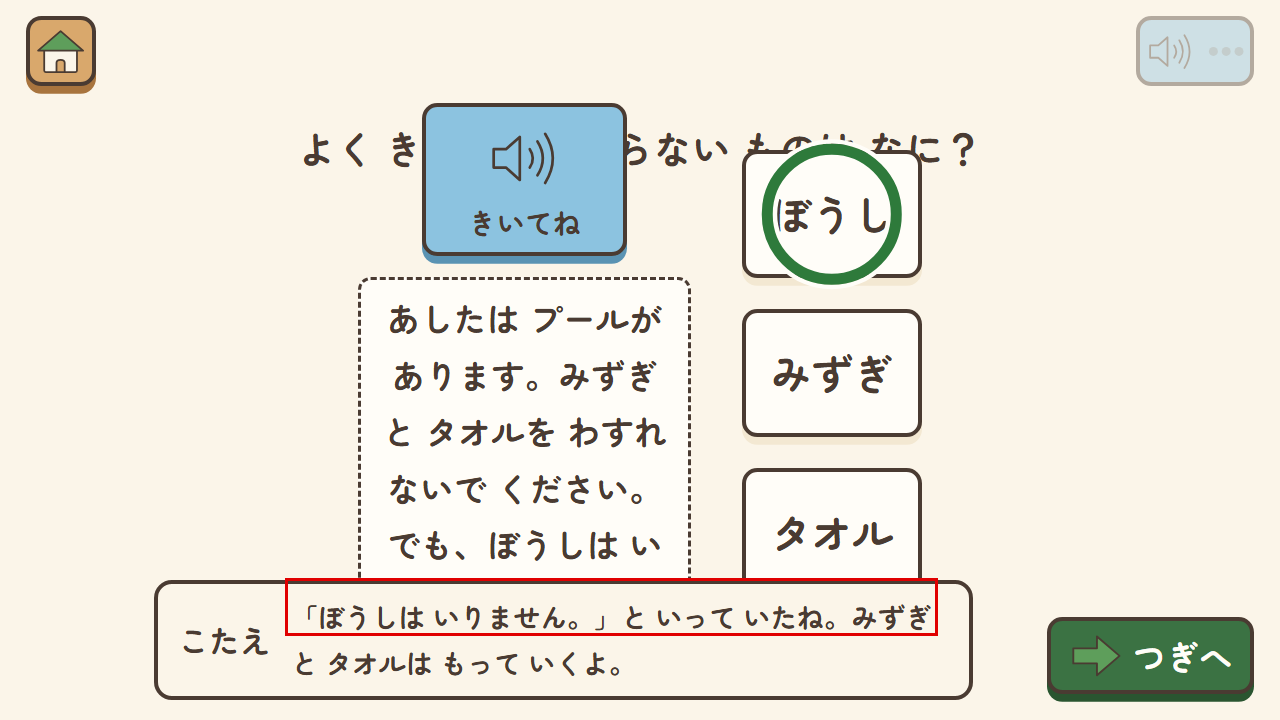 よく き らない ものは なに？
きいてね
ぼうし
あしたは プールが
あります。みずぎ
と タオルを わすれ
ないで ください。
でも、ぼうしは い
みずぎ
タオル
こたえ
「ぼうしは いりません。」と いって いたね。みずぎ
と タオルは もって いくよ。
つぎへ